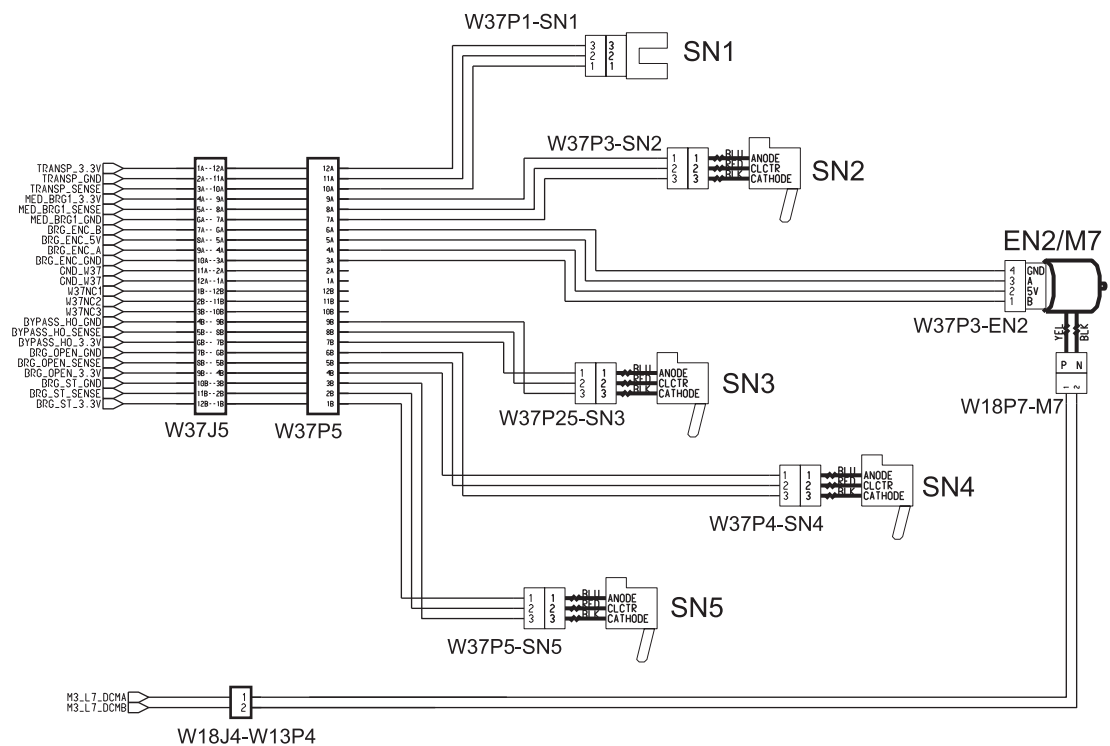 W37P1-SN1
3 3
2 2
1 1
SN1
W37P3-SN2
1 1 BLU ANODE
2 2 RED CLCTR
3 3 BLK CATHODE
SN2
TRANSP_3.3V 1A--12A 12A
TRANSP_GND 2A--11A 11A
TRANSP_SENSE 3A--10A 10A
MED_BRG1_3.3V 4A-- 9A 9A
MED_BRG1_SENSE 5A-- 8A 8A
MED_BRG1_GND 6A-- 7A 7A
BRG_ENC_B 7A-- 6A 6A
BRG_ENC_5V 8A-- 5A 5A
BRG_ENC_A 9A-- 4A 4A
BRG_ENC_GND 10A--3A 3A
GND_W37 11A--2A 2A
GND_W37 12A--1A 1A
W37NC1 1B--12B 12B
W37NC2 2B--11B 11B
W37NC3 3B--10B 10B
BYPASS_HO_GND 4B-- 9B 9B
BYPASS_HO_SENSE 5B-- 8B 8B
BYPASS_HO_3.3V 6B-- 7B 7B
BRG_OPEN_GND 7B-- 6B 6B
BRG_OPEN_SENSE 8B-- 5B 5B
BRG_OPEN_3.3V 9B-- 4B 4B
BRG_ST_GND 10B--3B 3B
BRG_ST_SENSE 11B--2B 2B
BRG_ST_3.3V 12B--1B 1B
W37J5
W37P5
EN2/M7
4 GND
3 A
2 5V
1 B
W37P3-EN2
YEL BLK
P N
1 2
W18P7-M7
1 1 BLU ANODE
2 2 RED CLCTR
3 3 BLK CATHODE
SN3
W37P25-SN3
1 1 BLU ANODE
2 2 RED CLCTR
3 3 BLK CATHODE
SN4
W37P4-SN4
1 1 BLU ANODE
2 2 RED CLCTR
3 3 BLK CATHODE
SN5
W37P5-SN5
M3_L7_DCMA 1
M3_L7_DCMB 2
W18J4-W13P4